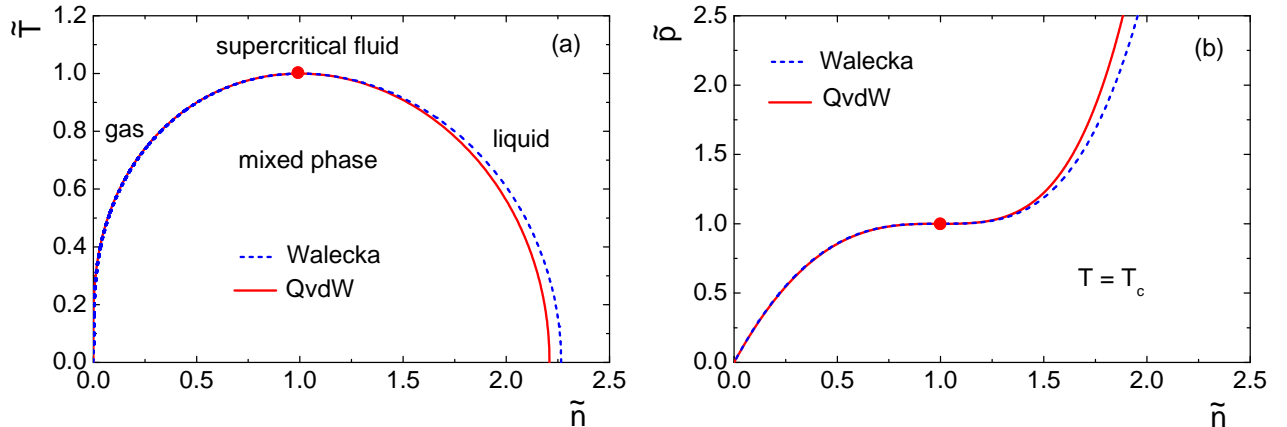 T̃
1.2
1.0
0.8
0.6
0.4
0.2
0.0
supercritical fluid
(a)
gas
liquid
mixed phase
Walecka
QvdW
0.0 0.5 1.0 1.5 2.0 2.5
ñ
p̃
2.5
2.0
1.5
1.0
0.5
0.0
(b)
Walecka
QvdW
T = T_c
0.0 0.5 1.0 1.5 2.0 2.5
ñ